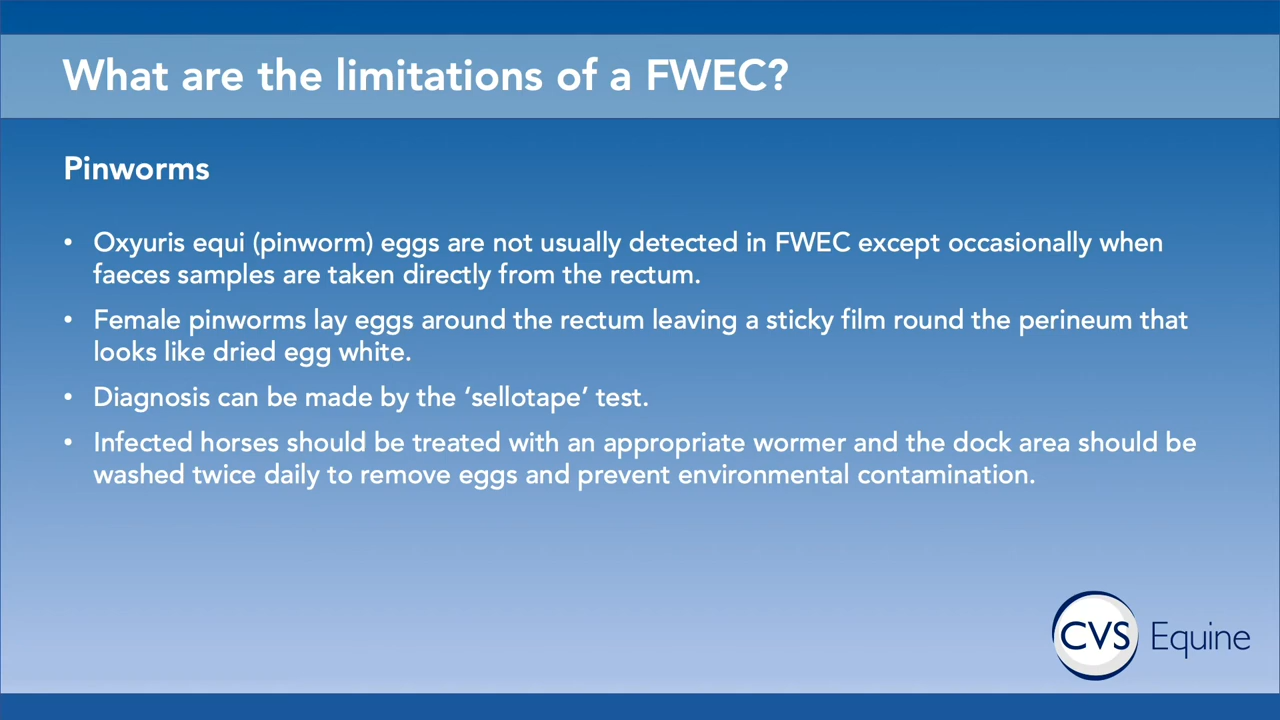 What are the limitations of a FWEC?
Pinworms
• Oxyuris equi (pinworm) eggs are not usually detected in FWEC except occasionally when
faeces samples are taken directly from the rectum.
• Female pinworms lay eggs around the rectum leaving a sticky film round the perineum that
looks like dried egg white.
• Diagnosis can be made by the ‘sellotape’ test.
• Infected horses should be treated with an appropriate wormer and the dock area should be
washed twice daily to remove eggs and prevent environmental contamination.
CVS Equine